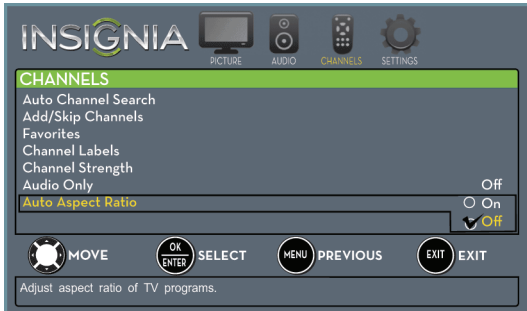 INSIGNIA
PICTURE AUDIO CHANNELS SETTINGS
CHANNELS
Auto Channel Search
Add/Skip Channels
Favorites
Channel Labels
Channel Strength
Audio Only Off
Auto Aspect Ratio On
Off
MOVE OK ENTER SELECT MENU PREVIOUS EXIT EXIT
Adjust aspect ratio of TV programs.